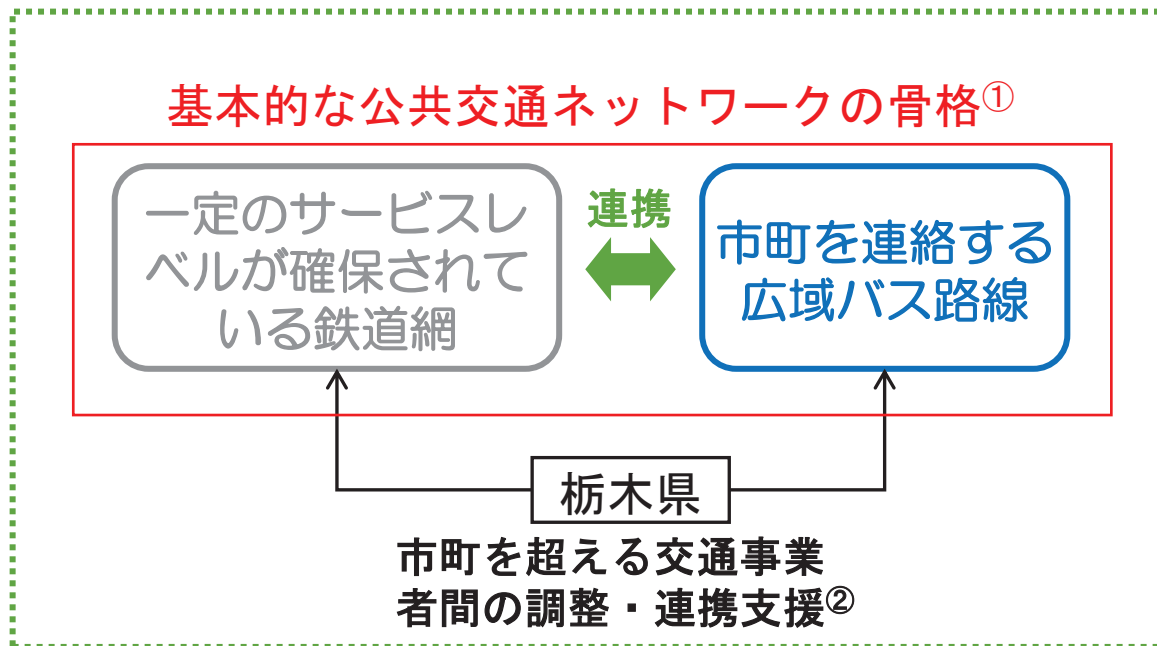 基本的な公共交通ネットワークの骨格①
一定のサービスレ
ベルが確保されて
いる鉄道網
連携
市町を連絡する
広域バス路線
栃木県
市町を超える交通事業
者間の調整・連携支援②